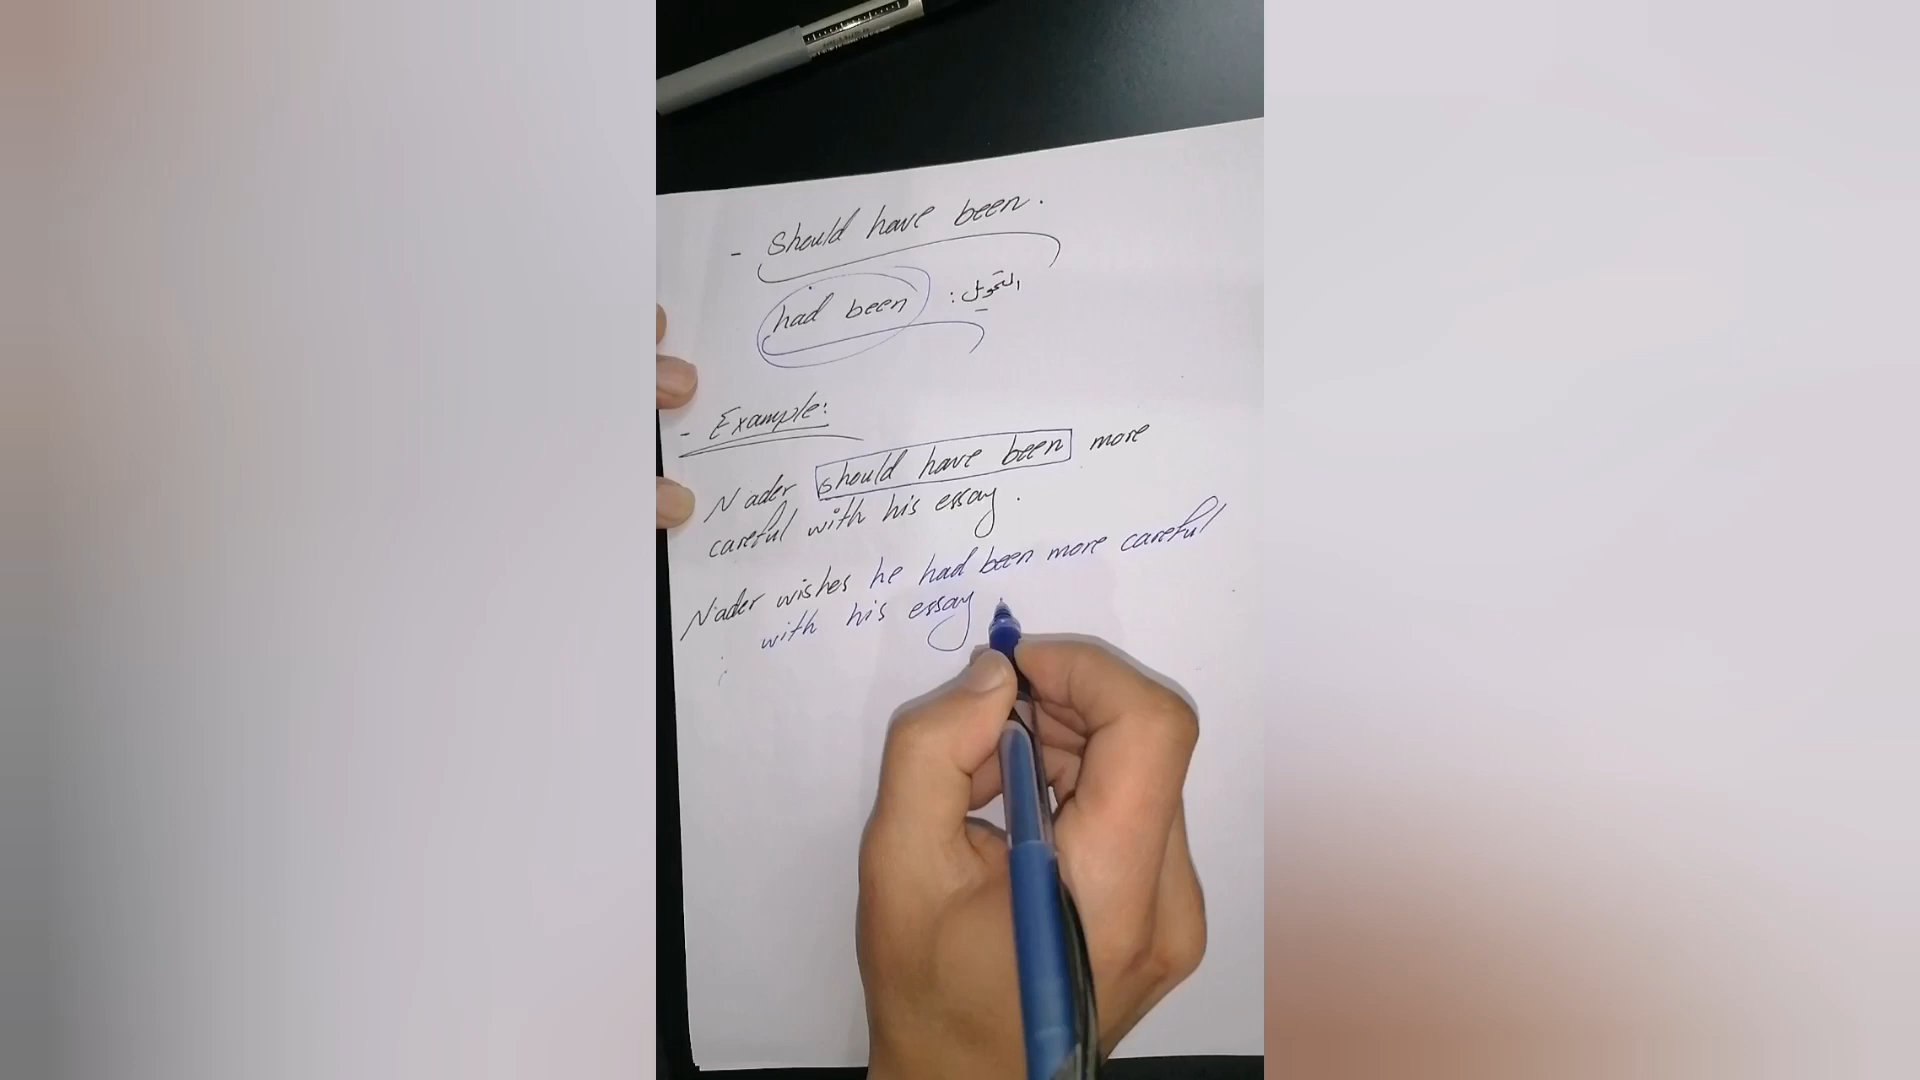 - Should have been.
had been : التحويل
- Example:
Nader should have been more
careful with his essay.
Nader wishes he had been more careful
with his essay